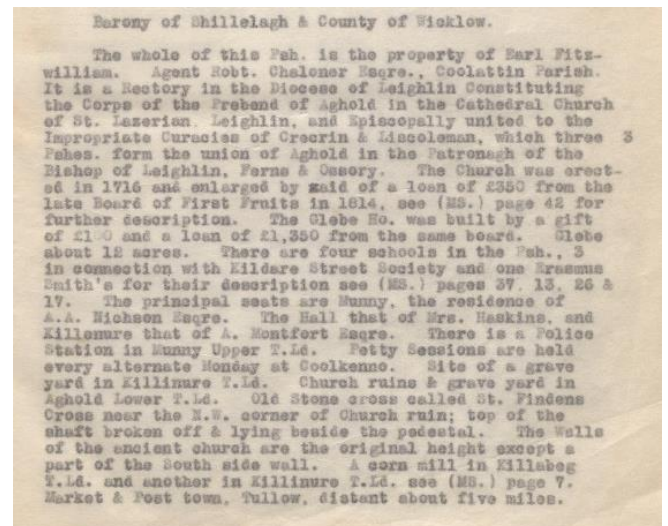 Barony of Shillelagh & County of Wicklow.
The whole of this Psh. is the property of Earl Fitz-
william. Agent Robt. Chaloner Esqre., Coolattin Parish.
It is a Rectory in the Diocese of Leighlin Constituting
the Corps of the Prebend of Aghold in the Cathedral Church
of St. Lazerian, Leighlin, and Episcopally united to the
Impropriate Curacies of Crecrin & Liscoleman, which three 3
Pshes. form the union of Aghold in the Patronagh of the
Bishop of Leighlin, Ferns & Ossory. The Church was erect-
ed in 1716 and enlarged by maid of a loan of £350 from the
late Board of First Fruits in 1814, see (MS.) page 42 for
further description. The Glebe Ho. was built by a gift
of £100 and a loan of £1,350 from the same board. Glebe
about 12 acres. There are four schools in the Psh., 3
in connection with Kildare Street Society and one Erasmus
Smith's for their description see (MS.) pages 37, 13, 26 &
17. The principal seats are Munny, the residence of
A.A. Nichson Esqre. The Hall that of Mrs. Haskins, and
Killenure that of A. Montfort Esqre. There is a Police
Station in Munny Upper T.Ld. Petty Sessions are held
every alternate Monday at Coolkenno. Site of a grave
yard in Killinure T.Ld. Church ruins & grave yard in
Aghold Lower T.Ld. Old Stone cross called St. Findens
Cross near the N.W. corner of Church ruin; top of the
shaft broken off & lying beside the pedestal. The Walls
of the ancient church are the original height except a
part of the South side wall. A corn mill in Killabeg
T.Ld. and another in Killinure T.Ld. see (MS.) page 7.
Market & Post town, Tullow, distant about five miles.